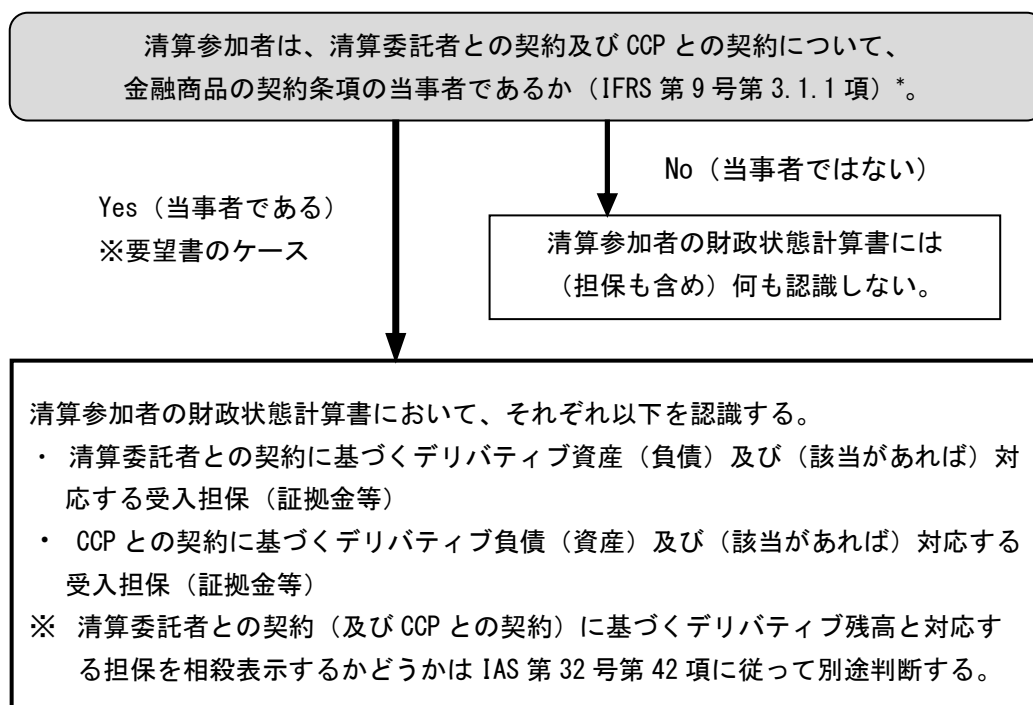 清算参加者は、清算委託者との契約及び CCP との契約について、
金融商品の契約条項の当事者であるか（IFRS 第 9 号第 3.1.1 項）*。
No（当事者ではない）
Yes（当事者である）
※要望書のケース
清算参加者の財政状態計算書には
（担保も含め）何も認識しない。
清算参加者の財政状態計算書において、それぞれ以下を認識する。
・ 清算委託者との契約に基づくデリバティブ資産（負債）及び（該当があれば）対
応する受入担保（証拠金等）
・ CCP との契約に基づくデリバティブ負債（資産）及び（該当があれば）対応する
受入担保（証拠金等）
※ 清算委託者との契約（及び CCP との契約）に基づくデリバティブ残高と対応す
る担保を相殺表示するかどうかは IAS 第 32 号第 42 項に従って別途判断する。